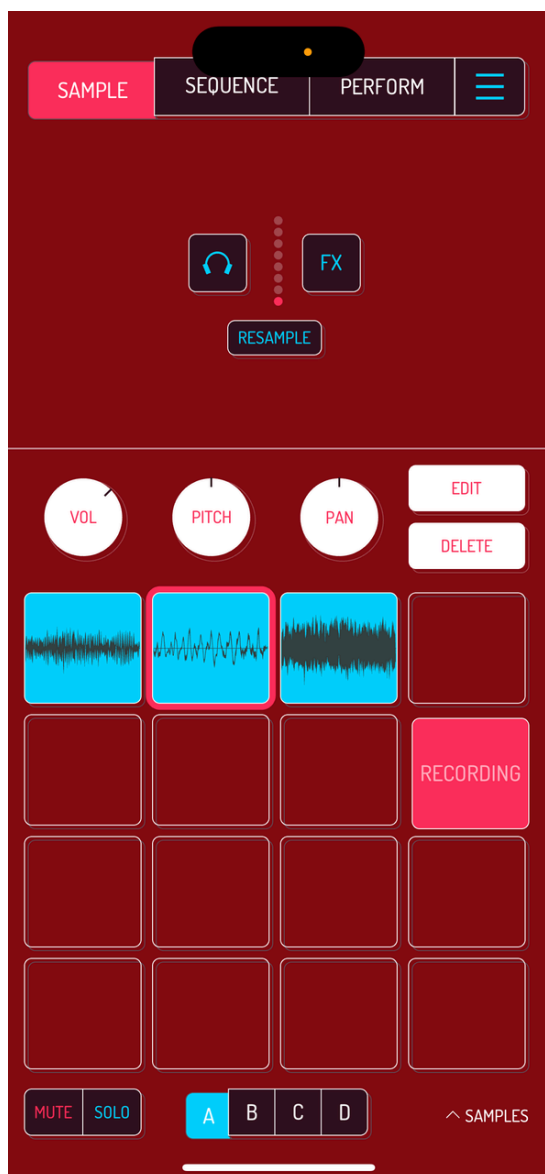 SAMPLE SEQUENCE PERFORM
FX
RESAMPLE
VOL PITCH PAN EDIT
DELETE
RECORDING
MUTE SOLO A B C D SAMPLES